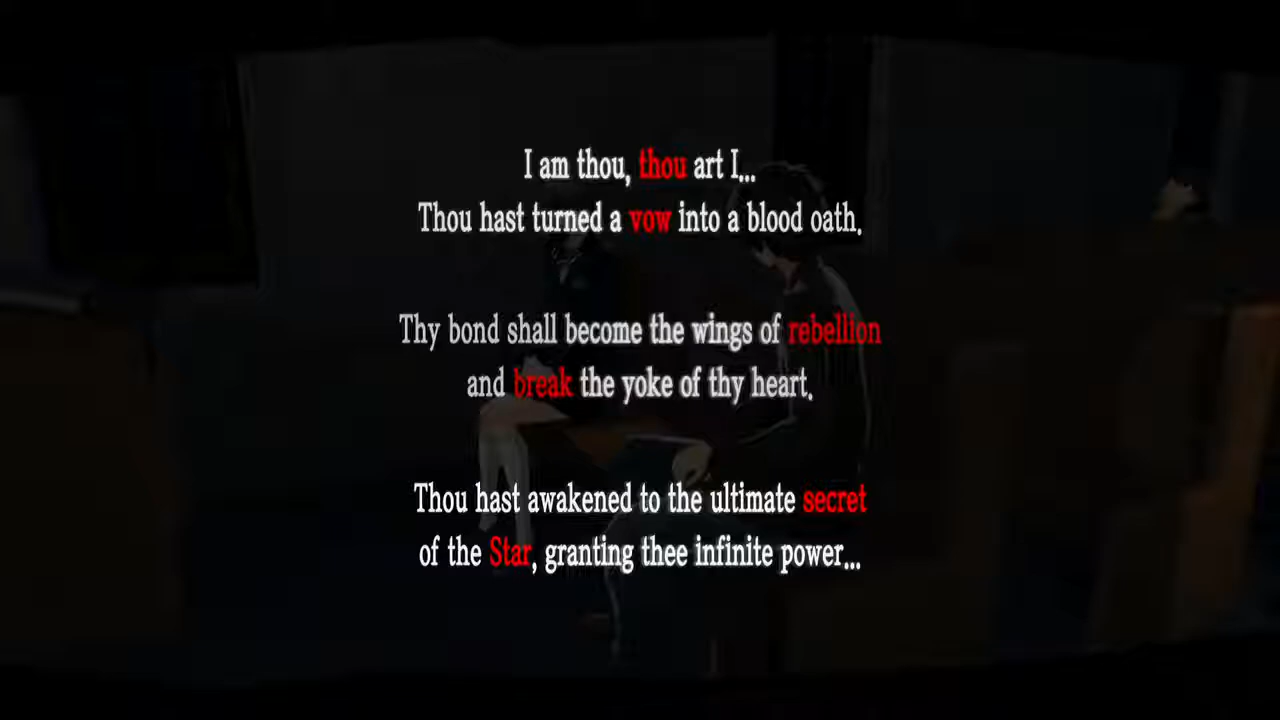 I am thou, thou art I...
Thou hast turned a vow into a blood oath.
Thy bond shall become the wings of rebellion
and break the yoke of thy heart.
Thou hast awakened to the ultimate secret
of the Star, granting thee infinite power...